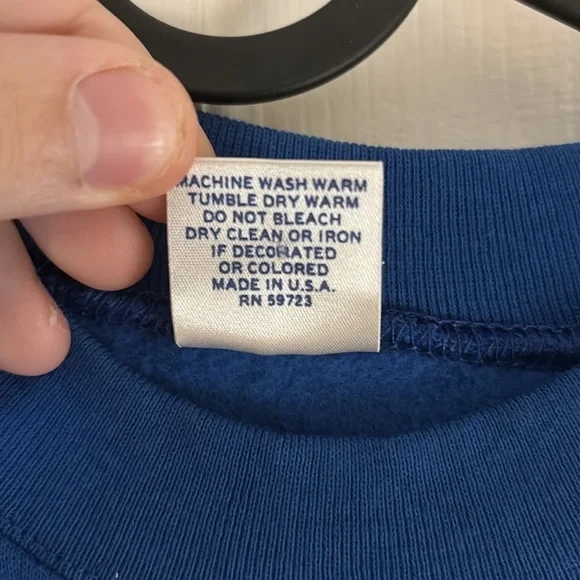 MACHINE WASH WARM
TUMBLE DRY WARM
DO NOT BLEACH
DRY CLEAN OR IRON
IF DECORATED
OR COLORED
MADE IN U.S.A.
RN 59723